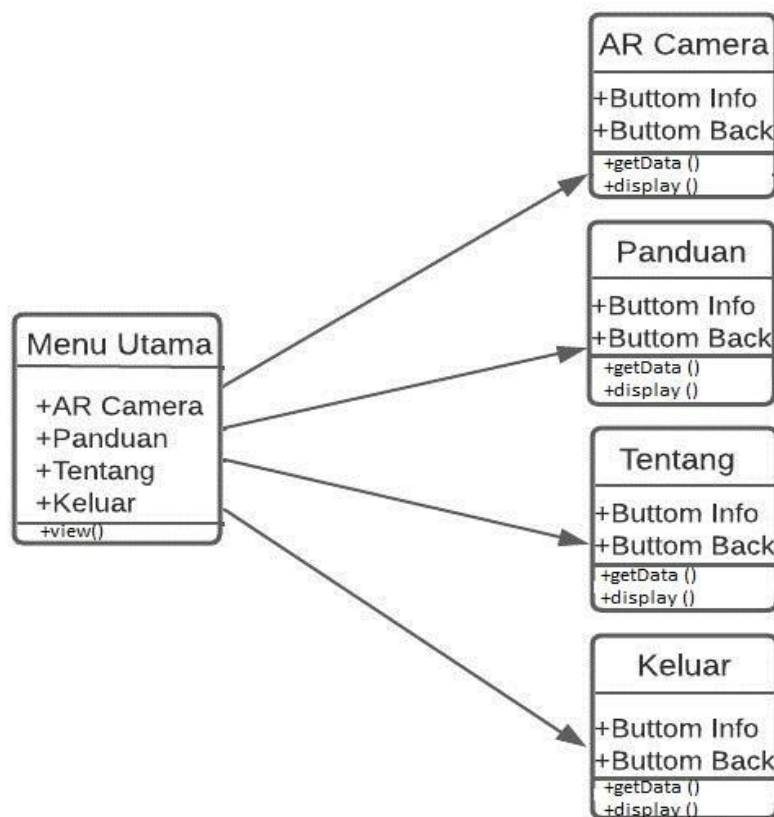 AR Camera
+Buttom Info
+Buttom Back
+getData ()
+display ()
Panduan
+Buttom Info
+Buttom Back
+getData ()
+display ()
Menu Utama
+AR Camera
+Panduan
+Tentang
+Keluar
+view()
Tentang
+Buttom Info
+Buttom Back
+getData ()
+display ()
Keluar
+Buttom Info
+Buttom Back
+getData ()
+display ()